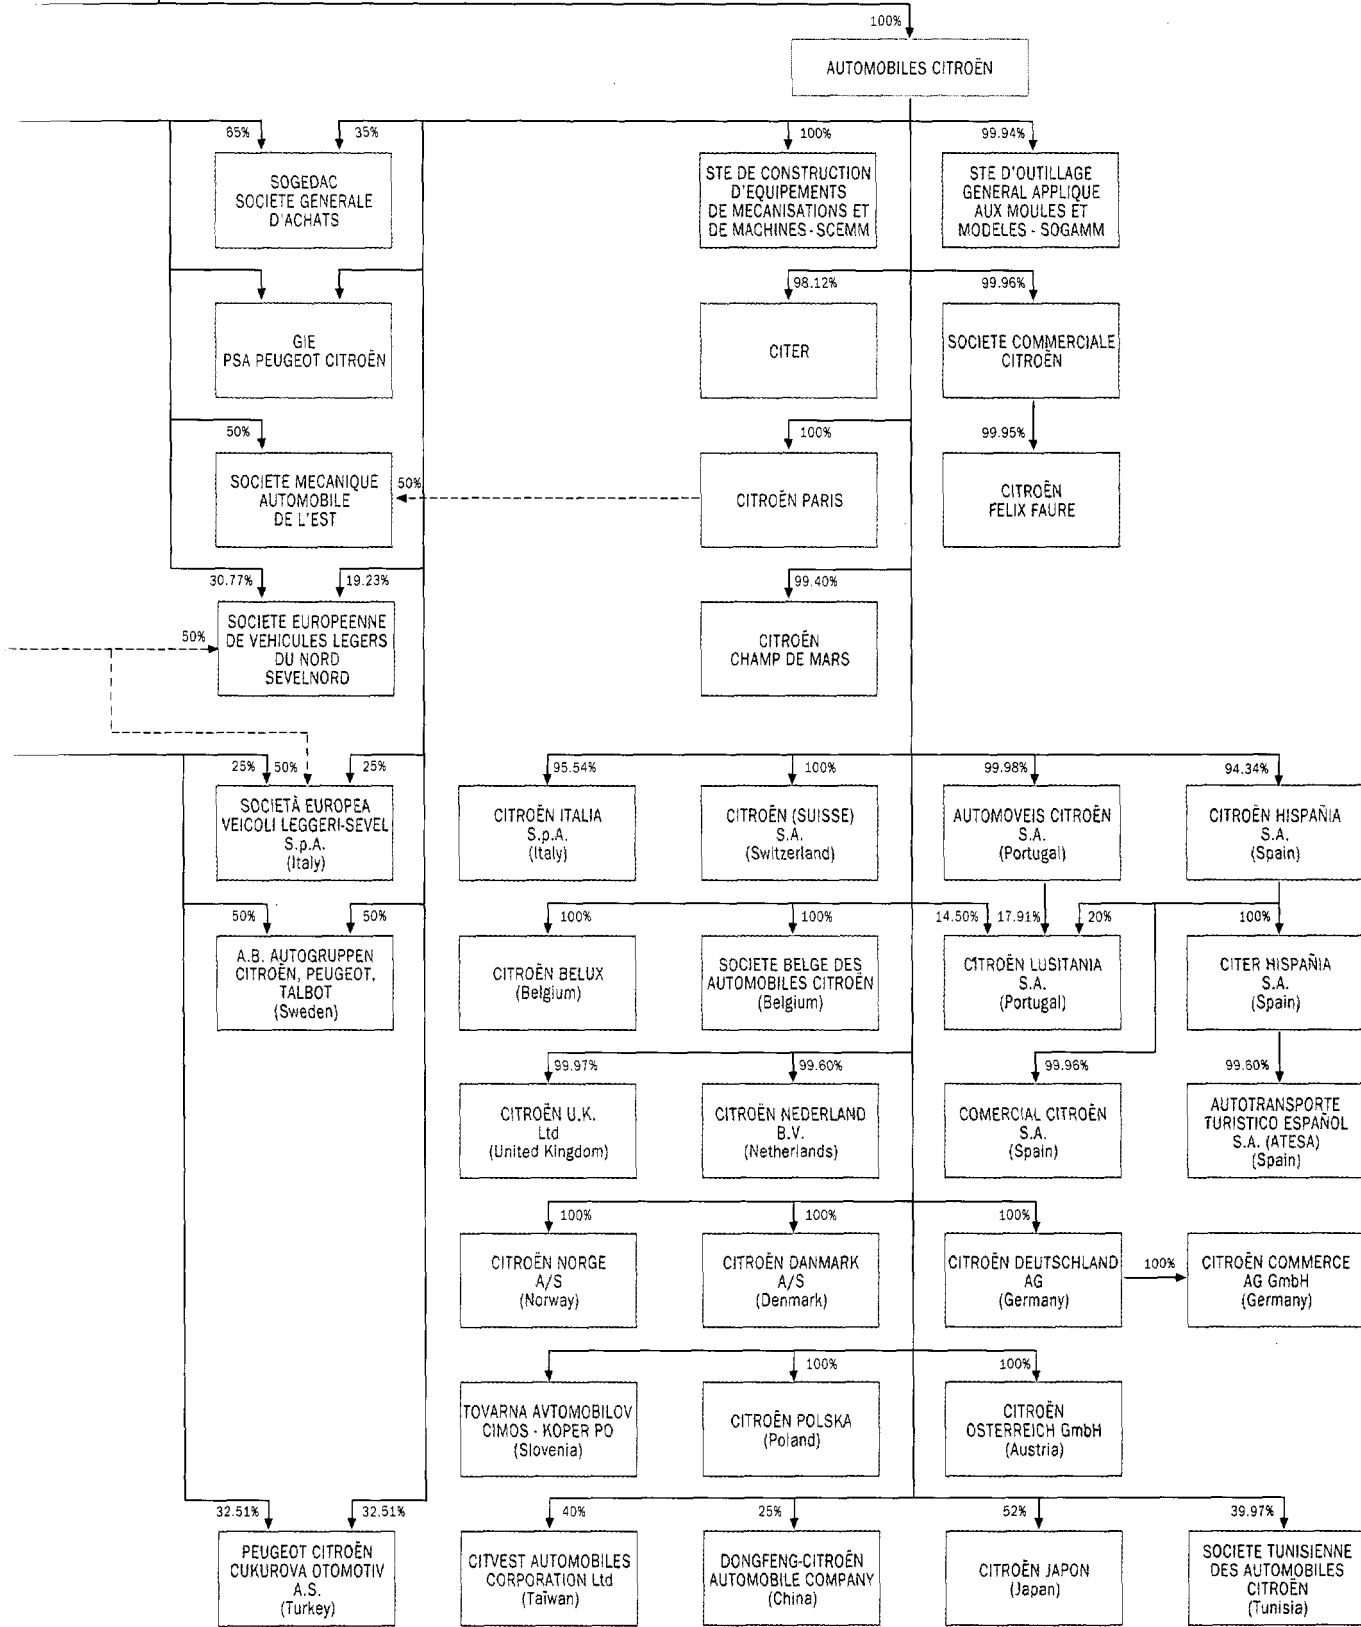 100%
AUTOMOBILES CITROËN
65%
35%
100%
99.94%
SOGEDAC
SOCIETE GENERALE
D'ACHATS
STE DE CONSTRUCTION
D'EQUIPEMENTS
DE MECANISATIONS ET
DE MACHINES - SCEMM
STE D'OUTILLAGE
GENERAL APPLIQUE
AUX MOULES ET
MODELES - SOGAMM
98.12%
99.96%
GIE
PSA PEUGEOT CITROËN
CITER
SOCIETE COMMERCIALE
CITROËN
50%
100%
99.95%
SOCIETE MECANIQUE
AUTOMOBILE
DE L'EST
50%
CITROËN PARIS
CITROËN
FELIX FAURE
30.77%
19.23%
99.40%
50%
SOCIETE EUROPEENNE
DE VEHICULES LEGERS
DU NORD
SEVELNORD
CITROËN
CHAMP DE MARS
25%
50%
25%
95.54%
100%
99.98%
94.34%
SOCIETÀ EUROPEA
VEICOLI LEGGERI-SEVEL
S.p.A.
(Italy)
CITROËN ITALIA
S.p.A.
(Italy)
CITROËN (SUISSE)
S.A.
(Switzerland)
AUTOMOVEIS CITROËN
S.A.
(Portugal)
CITROËN HISPAÑIA
S.A.
(Spain)
50%
50%
100%
100%
14.50%
17.91%
20%
100%
A.B. AUTOGRUPPEN
CITROËN, PEUGEOT,
TALBOT
(Sweden)
CITROËN BELUX
(Belgium)
SOCIETE BELGE DES
AUTOMOBILES CITROËN
(Belgium)
CITROËN LUSITANIA
S.A.
(Portugal)
CITER HISPAÑIA
S.A.
(Spain)
99.97%
99.60%
99.96%
99.60%
CITROËN U.K.
Ltd
(United Kingdom)
CITROËN NEDERLAND
B.V.
(Netherlands)
COMERCIAL CITROËN
S.A.
(Spain)
AUTOTRANSPORTE
TURISTICO ESPAÑOL
S.A. (ATESA)
(Spain)
100%
100%
100%
CITROËN NORGE
A/S
(Norway)
CITROËN DANMARK
A/S
(Denmark)
CITROËN DEUTSCHLAND
AG
(Germany)
100%
CITROËN COMMERCE
AG GmbH
(Germany)
100%
100%
TOVARNA AVTOMOBILOV
CIMOS - KOPER PO
(Slovenia)
CITROËN POLSKA
(Poland)
CITROËN
OSTERREICH GmbH
(Austria)
32.51%
32.51%
40%
25%
52%
39.97%
PEUGEOT CITROËN
CUKUROVA OTOMOTIV
A.S.
(Turkey)
CITVEST AUTOMOBILES
CORPORATION Ltd
(Taïwan)
DONGFENG-CITROËN
AUTOMOBILE COMPANY
(China)
CITROËN JAPON
(Japan)
SOCIETE TUNISIENNE
DES AUTOMOBILES
CITROËN
(Tunisia)